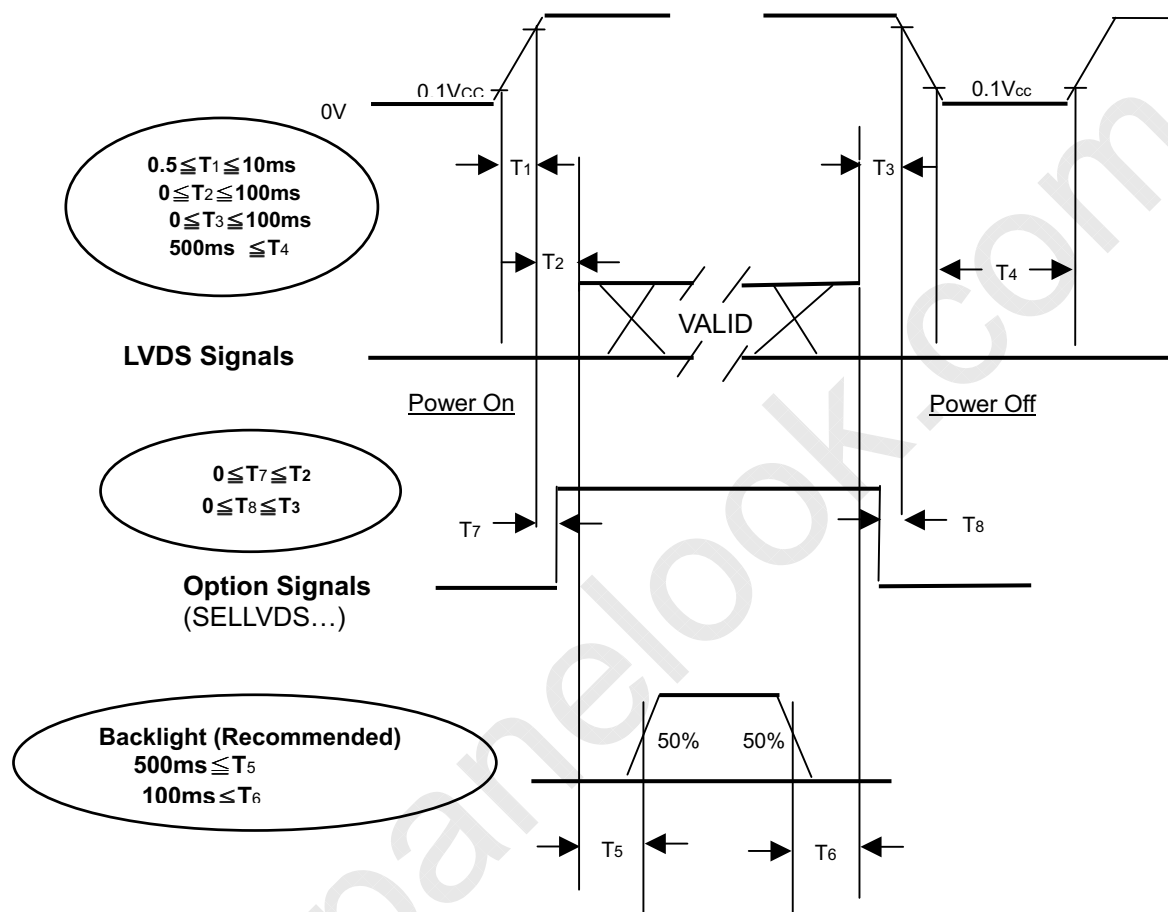 0.1Vcc
0.1Vcc
0V
0.5≦T1≦10ms
0≦T2≦100ms
0≦T3≦100ms
500ms ≦T4
T1
T3
T2
T4
VALID
LVDS Signals
Power On
Power Off
0≦T7≦T2
0≦T8≦T3
T7
T8
Option Signals
(SELLVDS…)
Backlight (Recommended)
500ms≦T5
100ms≦T6
50%
50%
T5
T6
panelook.com